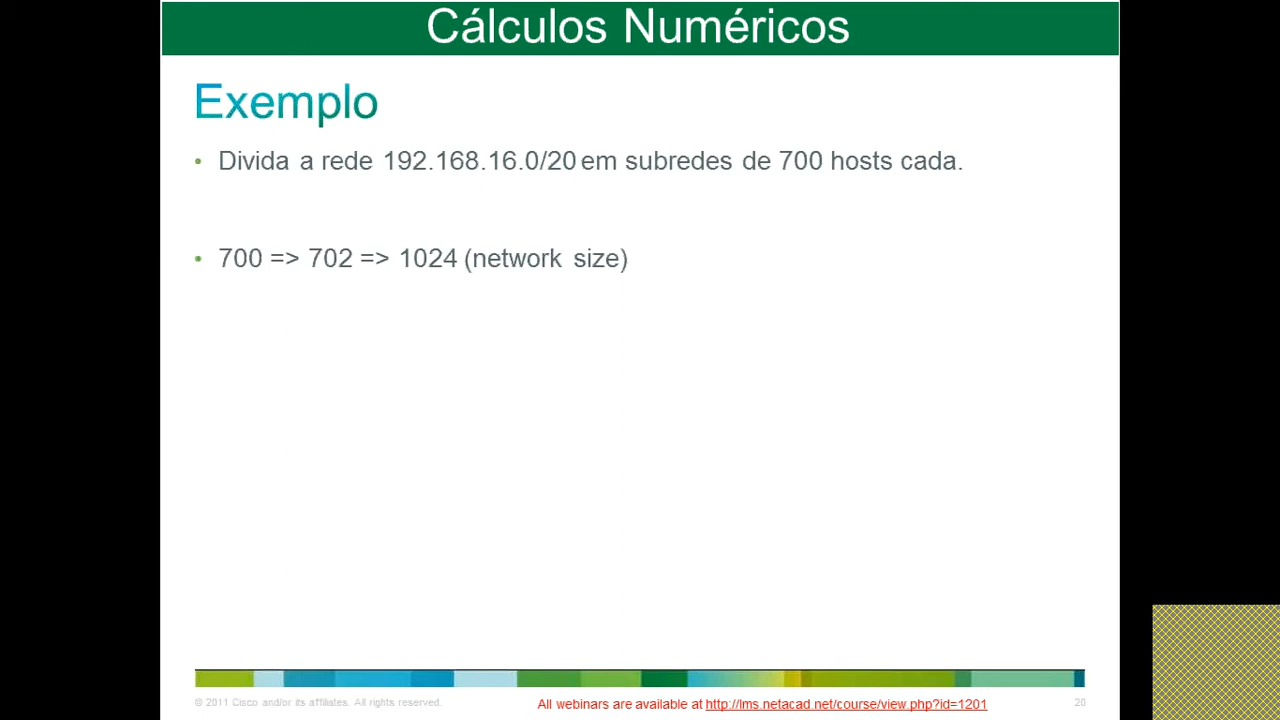 Cálculos Numéricos
Exemplo
• Divida a rede 192.168.16.0/20 em subredes de 700 hosts cada.
• 700 => 702 => 1024 (network size)
© 2011 Cisco and/or its affiliates. All rights reserved.
All webinars are available at http://lms.netacad.net/course/view.php?id=1201
20